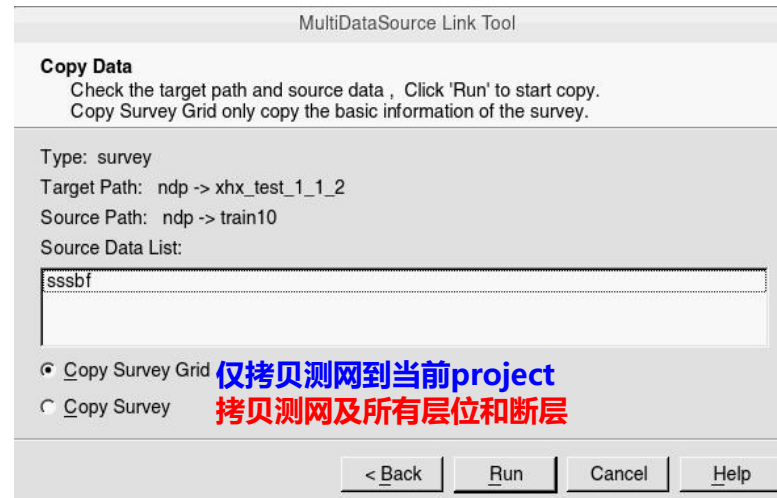 MultiDataSource Link Tool
Copy Data
Check the target path and source data , Click 'Run' to start copy.
Copy Survey Grid only copy the basic information of the survey.
Type: survey
Target Path: ndp -> xhx_test_1_1_2
Source Path: ndp -> train10
Source Data List:
sssbf
Copy Survey Grid 仅拷贝测网到当前project
Copy Survey 拷贝测网及所有层位和断层
< Back Run Cancel Help